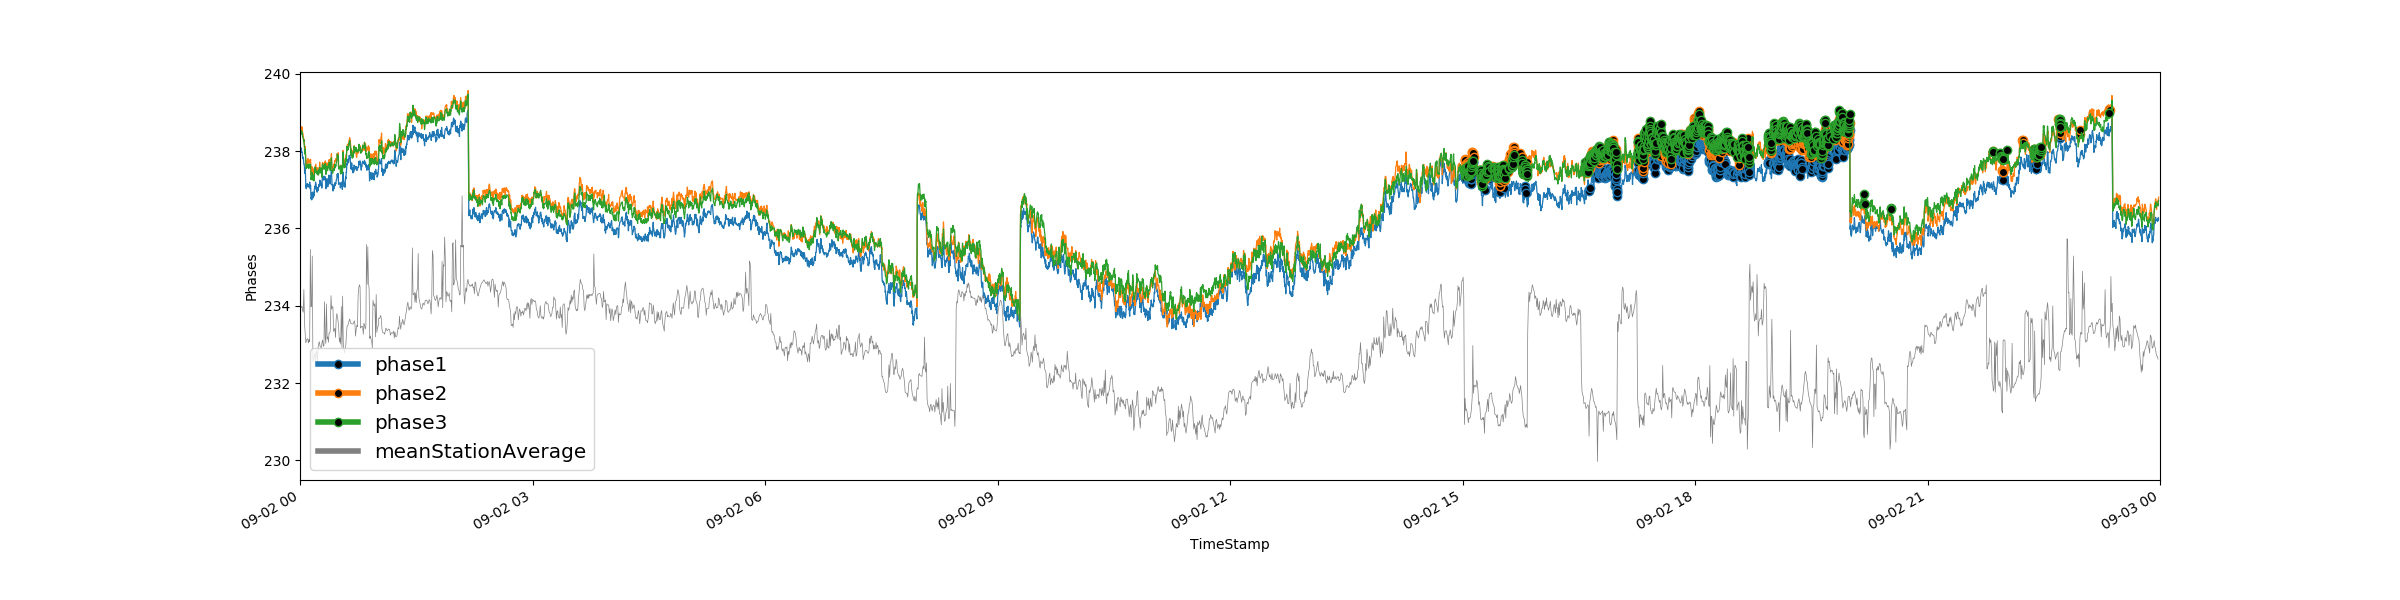 240
238
236
234
232
230
Phases
phase1
phase2
phase3
meanStationAverage
09-02 00
09-02 03
09-02 06
09-02 09
09-02 12
09-02 15
09-02 18
09-02 21
09-03 00
TimeStamp